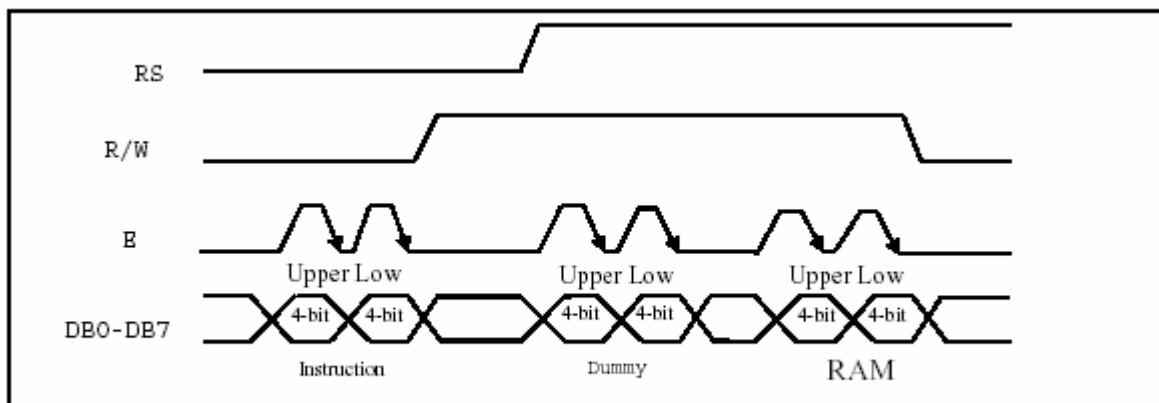 RS
R/W
E
Upper Low Upper Low Upper Low
DB0-DB7 4-bit 4-bit 4-bit 4-bit 4-bit 4-bit
Instruction Dummy RAM